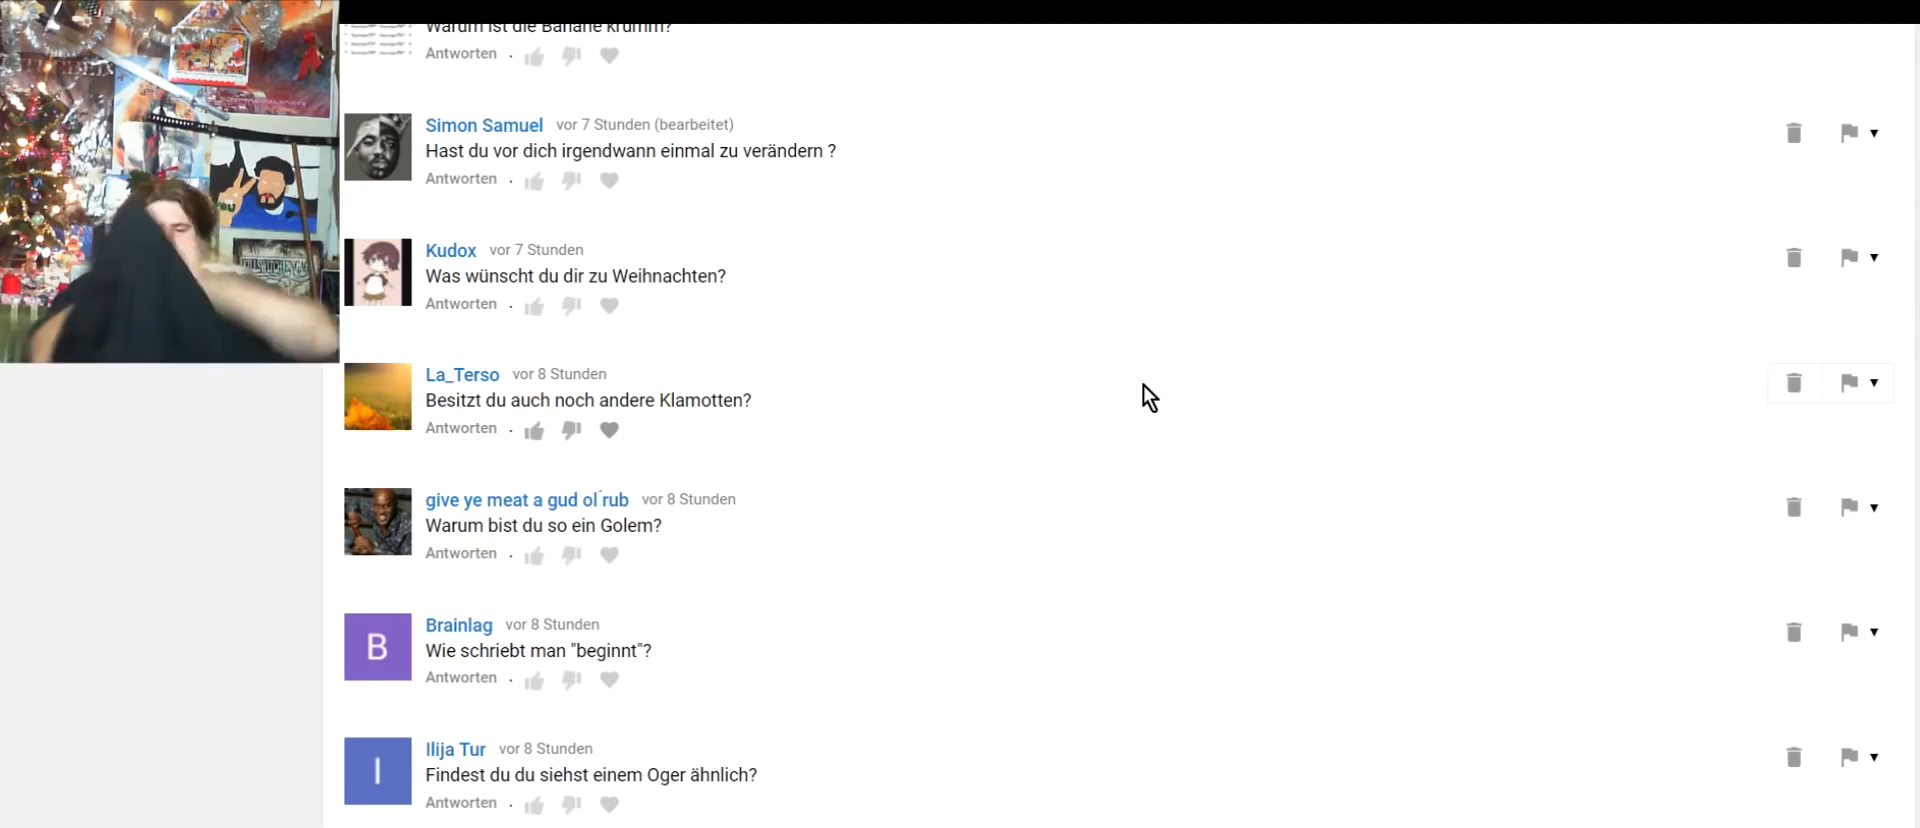 Warum ist die Banane krumm?
Antworten .
Simon Samuel vor 7 Stunden (bearbeitet)
Hast du vor dich irgendwann einmal zu verändern ?
Antworten .
Kudox vor 7 Stunden
Was wünscht du dir zu Weihnachten?
Antworten .
La_Terso vor 8 Stunden
Besitzt du auch noch andere Klamotten?
Antworten .
give ye meat a gud ol´rub vor 8 Stunden
Warum bist du so ein Golem?
Antworten .
B
Brainlag vor 8 Stunden
Wie schriebt man "beginnt"?
Antworten .
I
Ilija Tur vor 8 Stunden
Findest du du siehst einem Oger ähnlich?
Antworten .